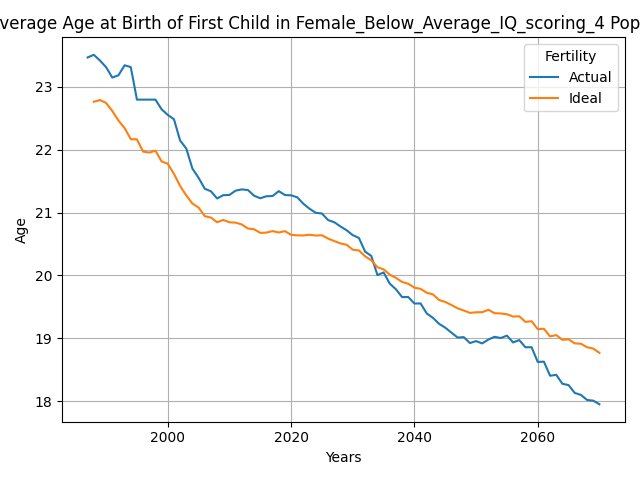 verage Age at Birth of First Child in Female_Below_Average_IQ_scoring_4 Pop
Fertility
Actual
Ideal
23
22
21
20
19
18
Age
2000
2020
2040
2060
Years